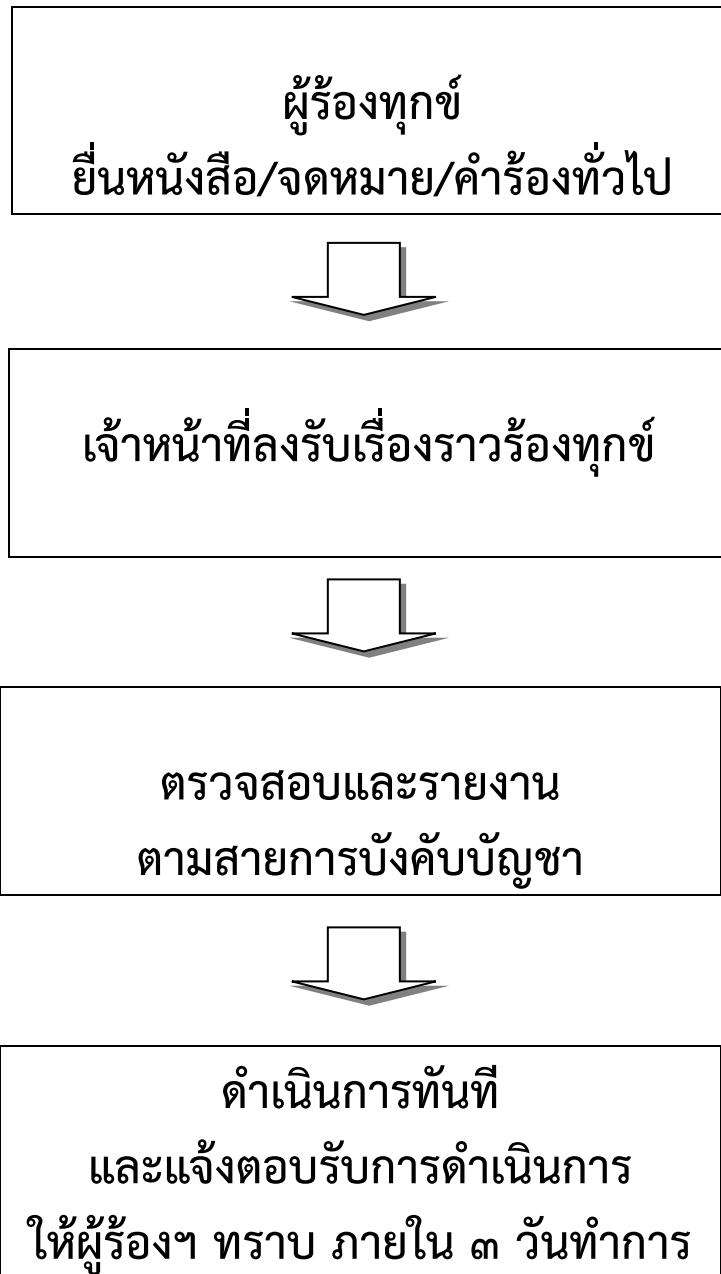 ผู้ร้องทุกข์
ยื่นหนังสือ/จดหมาย/คำร้องทั่วไป
เจ้าหน้าที่ลงรับเรื่องราวร้องทุกข์
ตรวจสอบและรายงาน
ตามสายการบังคับบัญชา
ดำเนินการทันที
และแจ้งตอบรับการดำเนินการ
ให้ผู้ร้องฯ ทราบ ภายใน ๓ วันทำการ